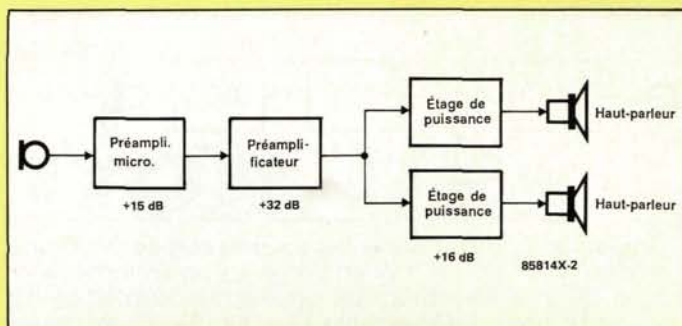 Préampli.
micro.
+15 dB
Préampli-
ficateur
+32 dB
Étage de
puissance
Haut-parleur
Étage de
puissance
+16 dB
Haut-parleur
85814X-2